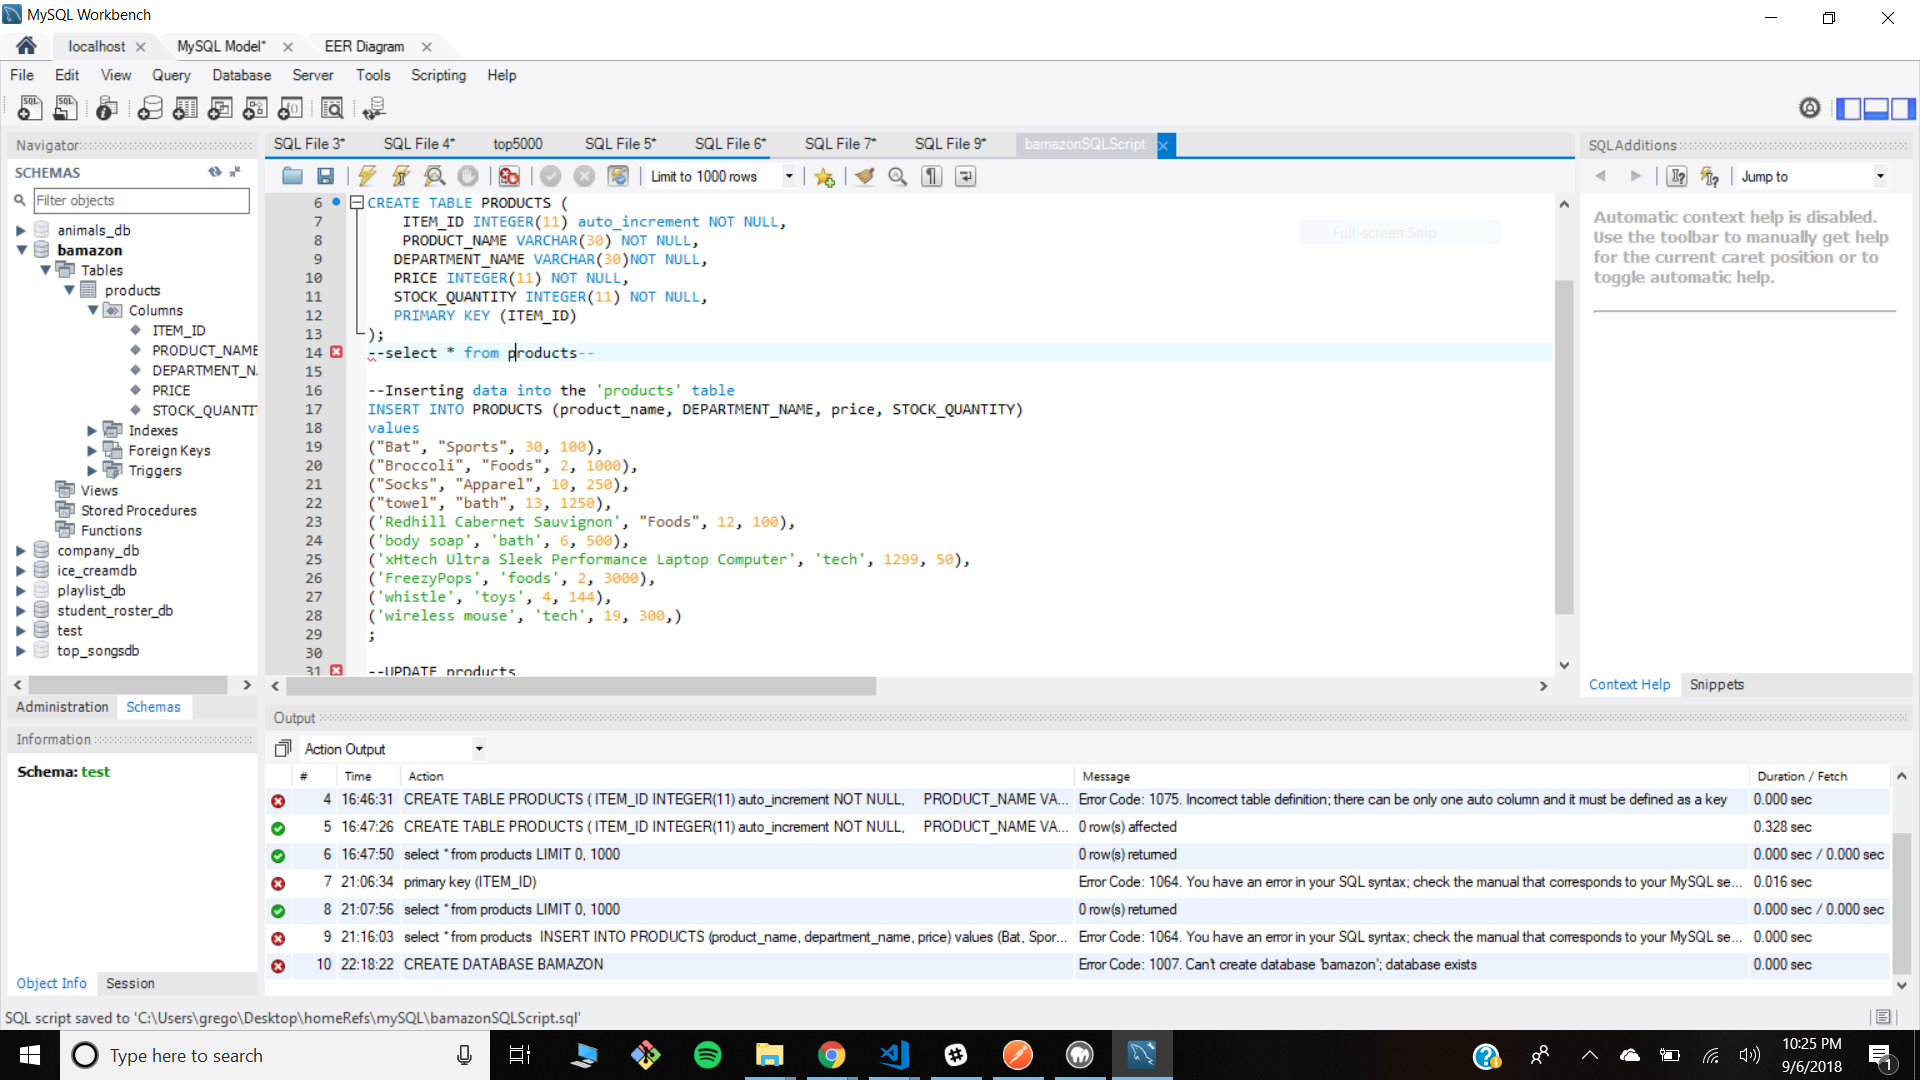 MySQL Workbench
localhost
MySQL Model*
EER Diagram
File Edit View Query Database Server Tools Scripting Help
Navigator
SCHEMAS
Filter objects
animals_db
bamazon
Tables
products
Columns
ITEM_ID
PRODUCT_NAME
DEPARTMENT_N
PRICE
STOCK_QUANTIT
Indexes
Foreign Keys
Triggers
Views
Stored Procedures
Functions
company_db
ice_creamdb
playlist_db
student_roster_db
test
top_songsdb
Administration Schemas
Information
Schema: test
Object Info Session
SQL File 3* SQL File 4* top5000 SQL File 5* SQL File 6* SQL File 7* SQL File 9* bamazonSQLScript
Limit to 1000 rows
6 CREATE TABLE PRODUCTS (
7 ITEM_ID INTEGER(11) auto_increment NOT NULL,
8 PRODUCT_NAME VARCHAR(30) NOT NULL,
9 DEPARTMENT_NAME VARCHAR(30)NOT NULL,
10 PRICE INTEGER(11) NOT NULL,
11 STOCK_QUANTITY INTEGER(11) NOT NULL,
12 PRIMARY KEY (ITEM_ID)
13 );
14 --select * from products--
15
16 --Inserting data into the 'products' table
17 INSERT INTO PRODUCTS (product_name, DEPARTMENT_NAME, price, STOCK_QUANTITY)
18 values
19 ("Bat", "Sports", 30, 100),
20 ("Broccoli", "Foods", 2, 1000),
21 ("Socks", "Apparel", 10, 250),
22 ("towel", "bath", 13, 1250),
23 ('Redhill Cabernet Sauvignon', "Foods", 12, 100),
24 ('body soap', 'bath', 6, 500),
25 ('xHtech Ultra Sleek Performance Laptop Computer', 'tech', 1299, 50),
26 ('FreezyPops', 'foods', 2, 3000),
27 ('whistle', 'toys', 4, 144),
28 ('wireless mouse', 'tech', 19, 300,)
29 ;
30
31 --UPDATE products
Full-screen Snip
SQLAdditions
Jump to
Automatic context help is disabled.
Use the toolbar to manually get help
for the current caret position or to
toggle automatic help.
Context Help Snippets
Output
Action Output
# Time Action Message Duration / Fetch
4 16:46:31 CREATE TABLE PRODUCTS ( ITEM_ID INTEGER(11) auto_increment NOT NULL, PRODUCT_NAME VA... Error Code: 1075. Incorrect table definition; there can be only one auto column and it must be defined as a key 0.000 sec
5 16:47:26 CREATE TABLE PRODUCTS ( ITEM_ID INTEGER(11) auto_increment NOT NULL, PRODUCT_NAME VA... 0 row(s) affected 0.328 sec
6 16:47:50 select * from products LIMIT 0, 1000 0 row(s) returned 0.000 sec / 0.000 sec
7 21:06:34 primary key (ITEM_ID) Error Code: 1064. You have an error in your SQL syntax; check the manual that corresponds to your MySQL se... 0.016 sec
8 21:07:56 select * from products LIMIT 0, 1000 0 row(s) returned 0.000 sec / 0.000 sec
9 21:16:03 select * from products INSERT INTO PRODUCTS (product_name, department_name, price) values (Bat, Spor... Error Code: 1064. You have an error in your SQL syntax; check the manual that corresponds to your MySQL se... 0.000 sec
10 22:18:22 CREATE DATABASE BAMAZON Error Code: 1007. Can't create database 'bamazon'; database exists 0.000 sec
SQL script saved to 'C:\Users\grego\Desktop\homeRefs\mySQL\bamazonSQLScript.sql'
Type here to search
10:25 PM
9/6/2018
1